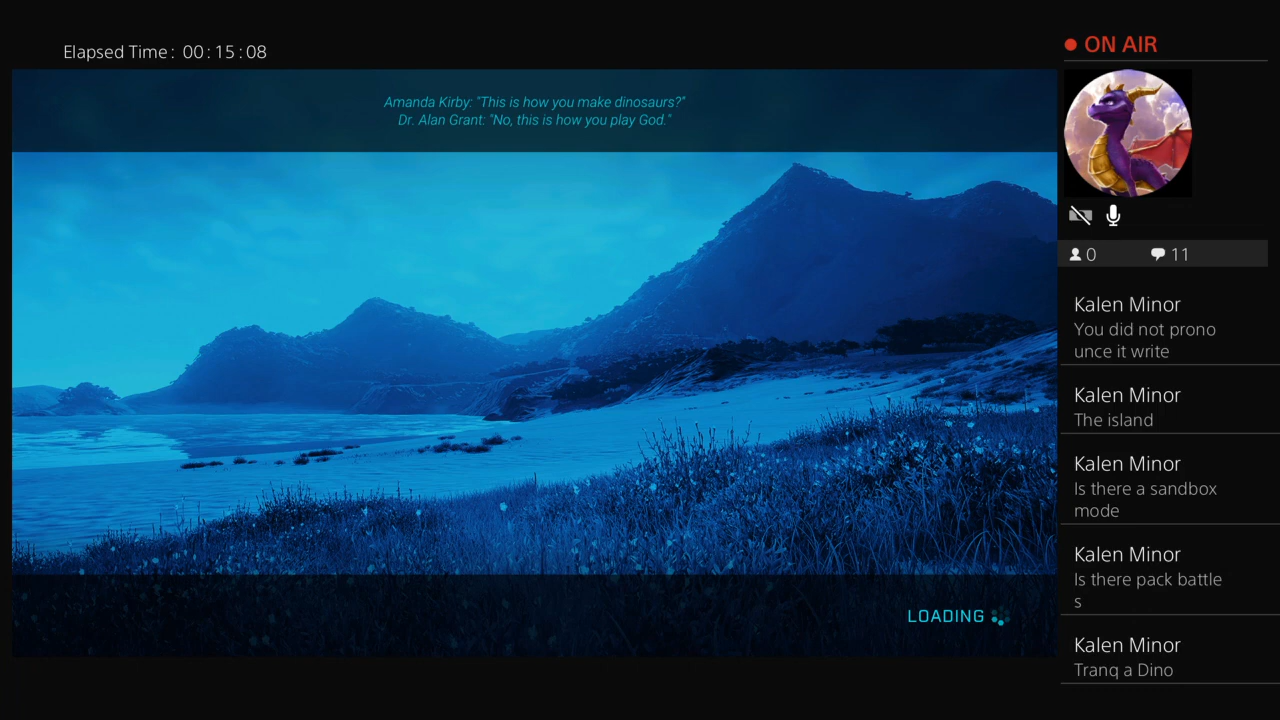 Elapsed Time: 00:15:08
ON AIR
Amanda Kirby: "This is how you make dinosaurs?"
Dr. Alan Grant: "No, this is how you play God."
0 11
Kalen Minor
You did not prono
unce it write
Kalen Minor
The island
Kalen Minor
Is there a sandbox
mode
Kalen Minor
Is there pack battle
s
Kalen Minor
Tranq a Dino
LOADING